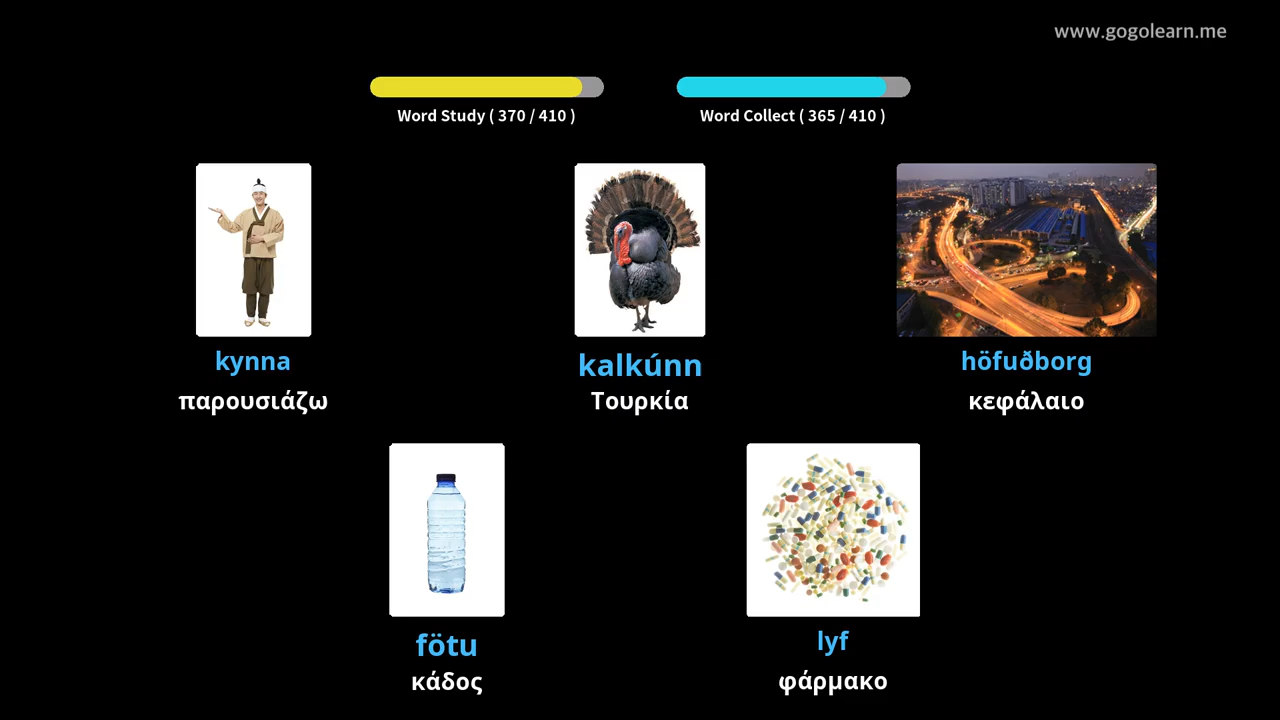 www.gogolearn.me
Word Study ( 370 / 410 )
Word Collect ( 365 / 410 )
kynna
παρουσιάζω
kalkúnn
Τουρκία
höfuðborg
κεφάλαιο
fötu
κάδος
lyf
φάρμακο